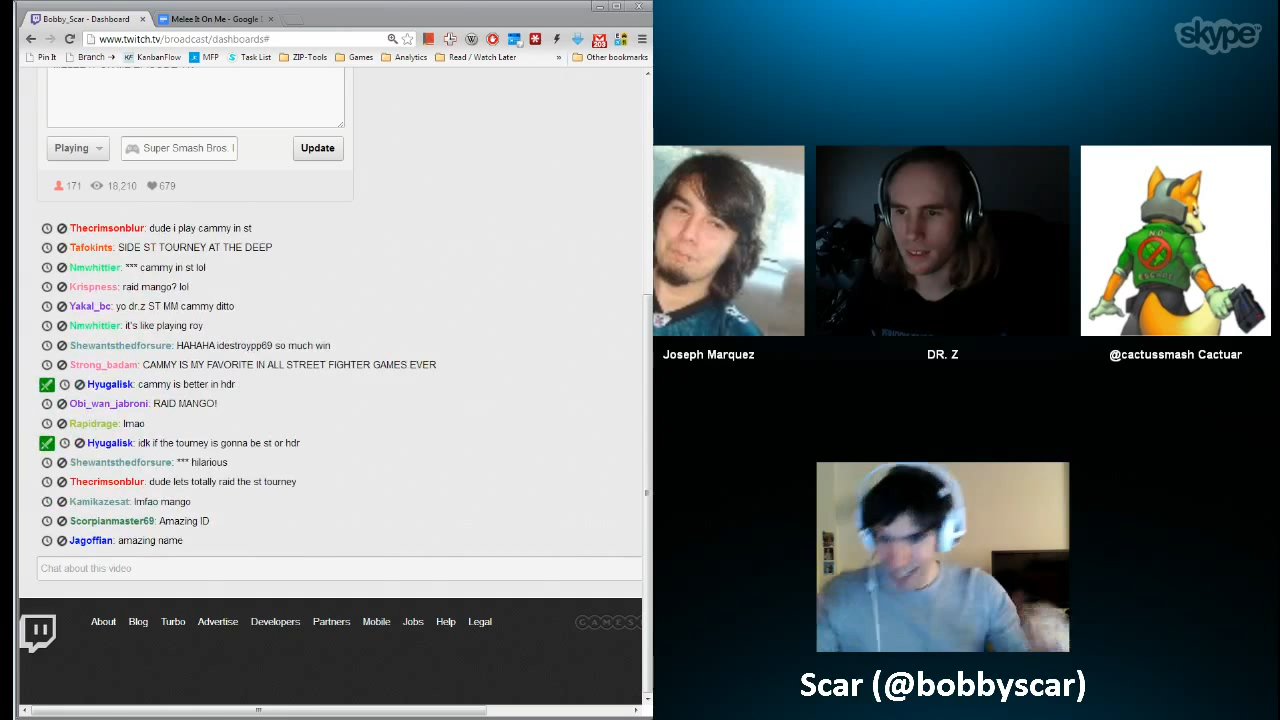 Bobby_Scar - Dashboard
Melee It On Me - Google
www.twitch.tv/broadcast/dashboards#
203
Pin It
Branch
KanbanFlow
MFP
Task List
ZIP-Tools
Games
Analytics
Read / Watch Later
»
Other bookmarks
Playing
Super Smash Bros.
Update
171
18,210
679
Thecrimsonblur: dude i play cammy in st
Tafokints: SIDE ST TOURNEY AT THE DEEP
Nmwhittier: *** cammy in st lol
Krispness: raid mango? lol
Yakal_bc: yo dr.z ST MM cammy ditto
Nmwhittier: it's like playing roy
Shewantsthedforsure: HAHAHA idestroypp69 so much win
Strong_badam: CAMMY IS MY FAVORITE IN ALL STREET FIGHTER GAMES EVER
Hyugalisk: cammy is better in hdr
Obi_wan_jabroni: RAID MANGO!
Rapidrage: lmao
Hyugalisk: idk if the tourney is gonna be st or hdr
Shewantsthedforsure: *** hilarious
Thecrimsonblur: dude lets totally raid the st tourney
Kamikazesat: lmfao mango
Scorpianmaster69: Amazing ID
Jagoffian: amazing name
Chat about this video
About
Blog
Turbo
Advertise
Developers
Partners
Mobile
Jobs
Help
Legal
GAMES
skype
NO
Joseph Marquez
DR. Z
@cactussmash Cactuar
Scar (@bobbyscar)